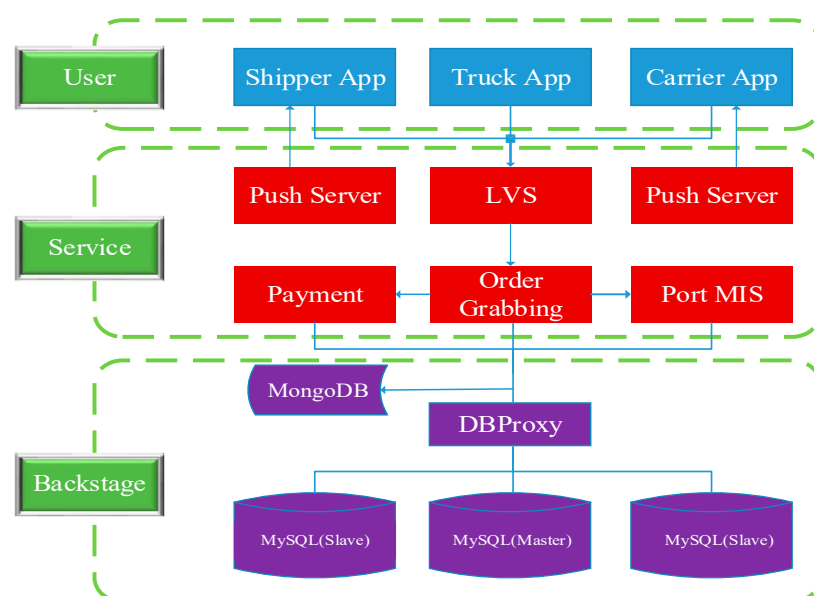 User
Shipper App
Truck App
Carrier App
Push Server
LVS
Push Server
Service
Payment
Order
Grabbing
Port MIS
MongoDB
DBProxy
Backstage
MySQL(Slave)
MySQL(Master)
MySQL(Slave)